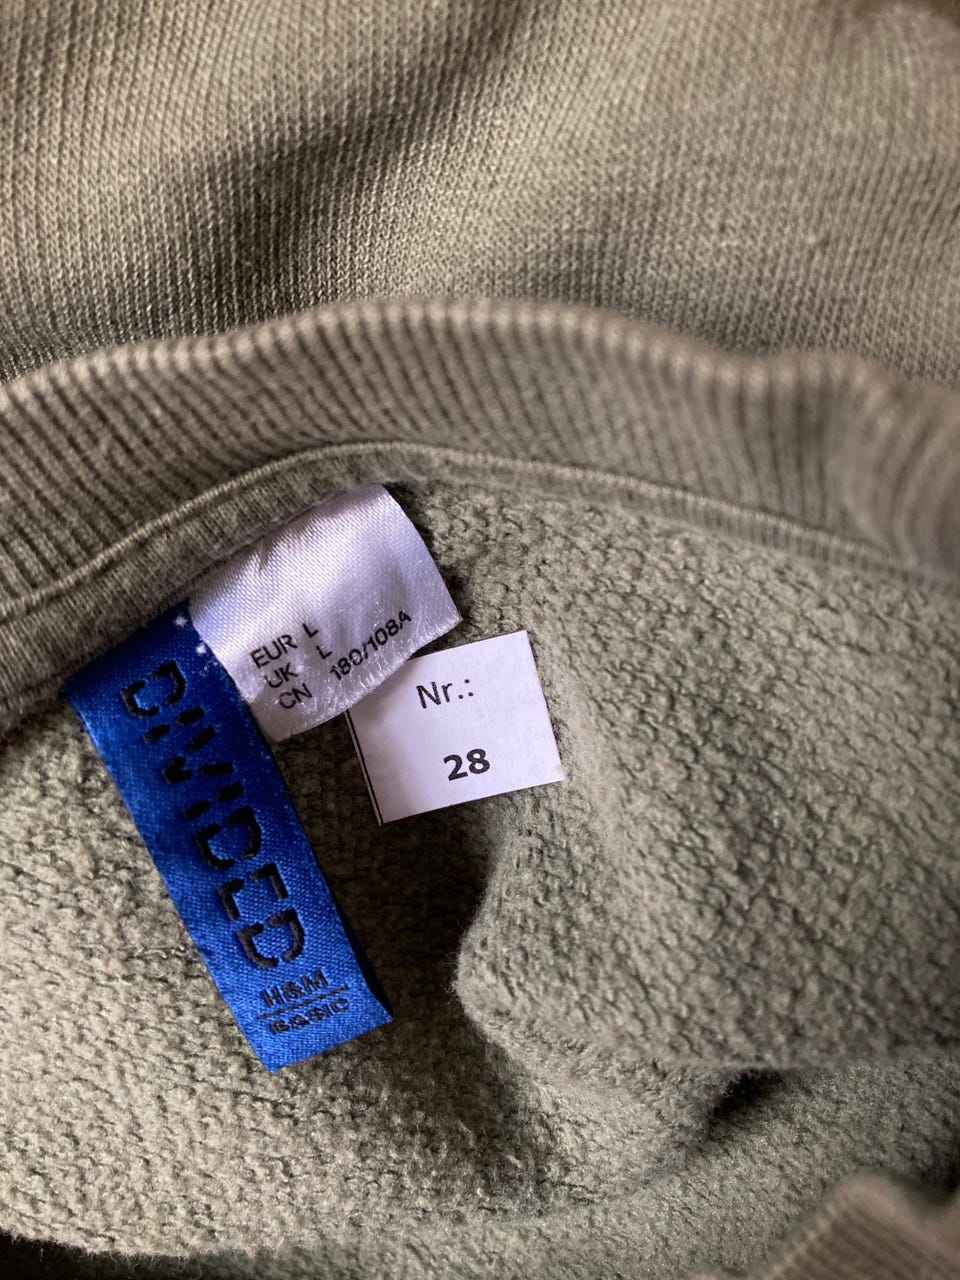 EUR L
UK L
CN 180/108A
Nr.:
28
DIVIDED
H&M
BASIC